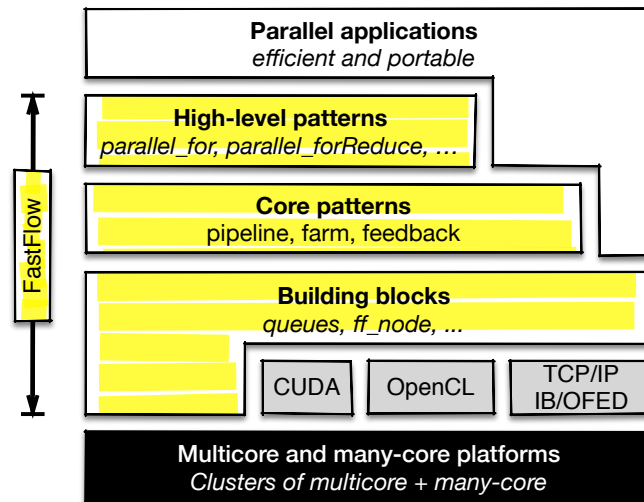 Parallel applications
efficient and portable
High-level patterns
parallel_for, parallel_forReduce, …
Core patterns
pipeline, farm, feedback
FastFlow
Building blocks
queues, ff_node, ...
CUDA
OpenCL
TCP/IP
IB/OFED
Multicore and many-core platforms
Clusters of multicore + many-core